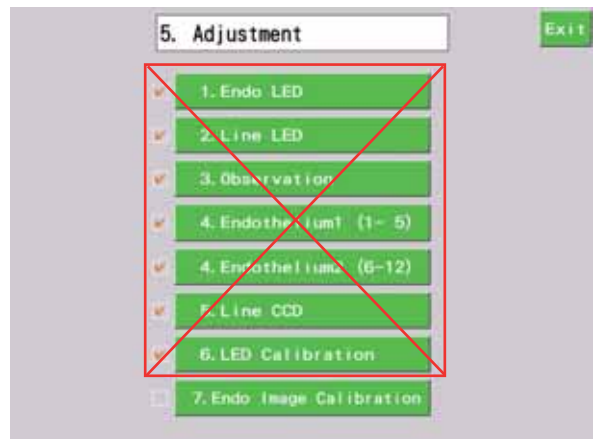 5. Adjustment
Exit
1.Endo LED
2.Line LED
3.Observation
4.Endothelium1 (1- 5)
4.Endothelium2 (6-12)
5.Line CCD
6.LED Calibration
7.Endo Image Calibration